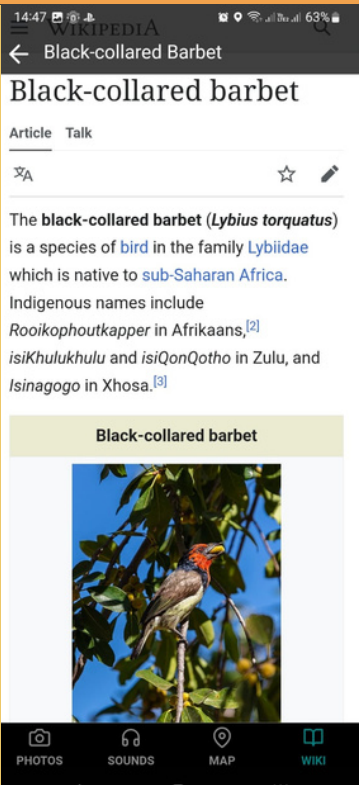 14:47 63%
WIKIPEDIA
Black-collared Barbet
Black-collared barbet
Article Talk
The black-collared barbet (Lybius torquatus)
is a species of bird in the family Lybiidae
which is native to sub-Saharan Africa.
Indigenous names include
Rooikophoutkapper in Afrikaans,[2]
isiKhulukhulu and isiQonQotho in Zulu, and
Isinagogo in Xhosa.[3]
Black-collared barbet
PHOTOS SOUNDS MAP WIKI